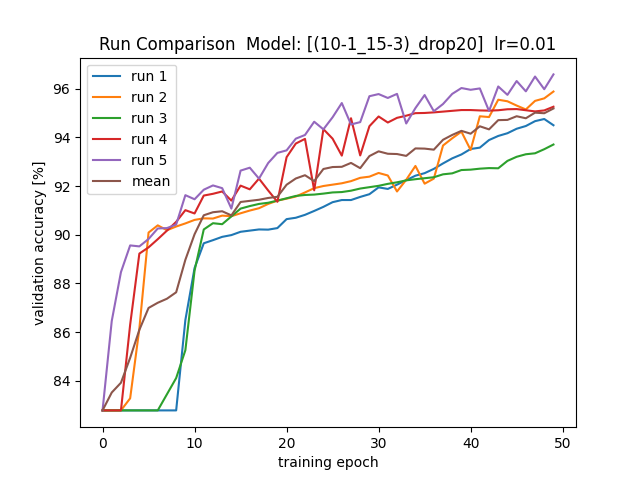 Run Comparison  Model: [(10-1_15-3)_drop20]  lr=0.01
run 1
run 2
run 3
run 4
run 5
mean
validation accuracy [%]
96
94
92
90
88
86
84
0 10 20 30 40 50
training epoch